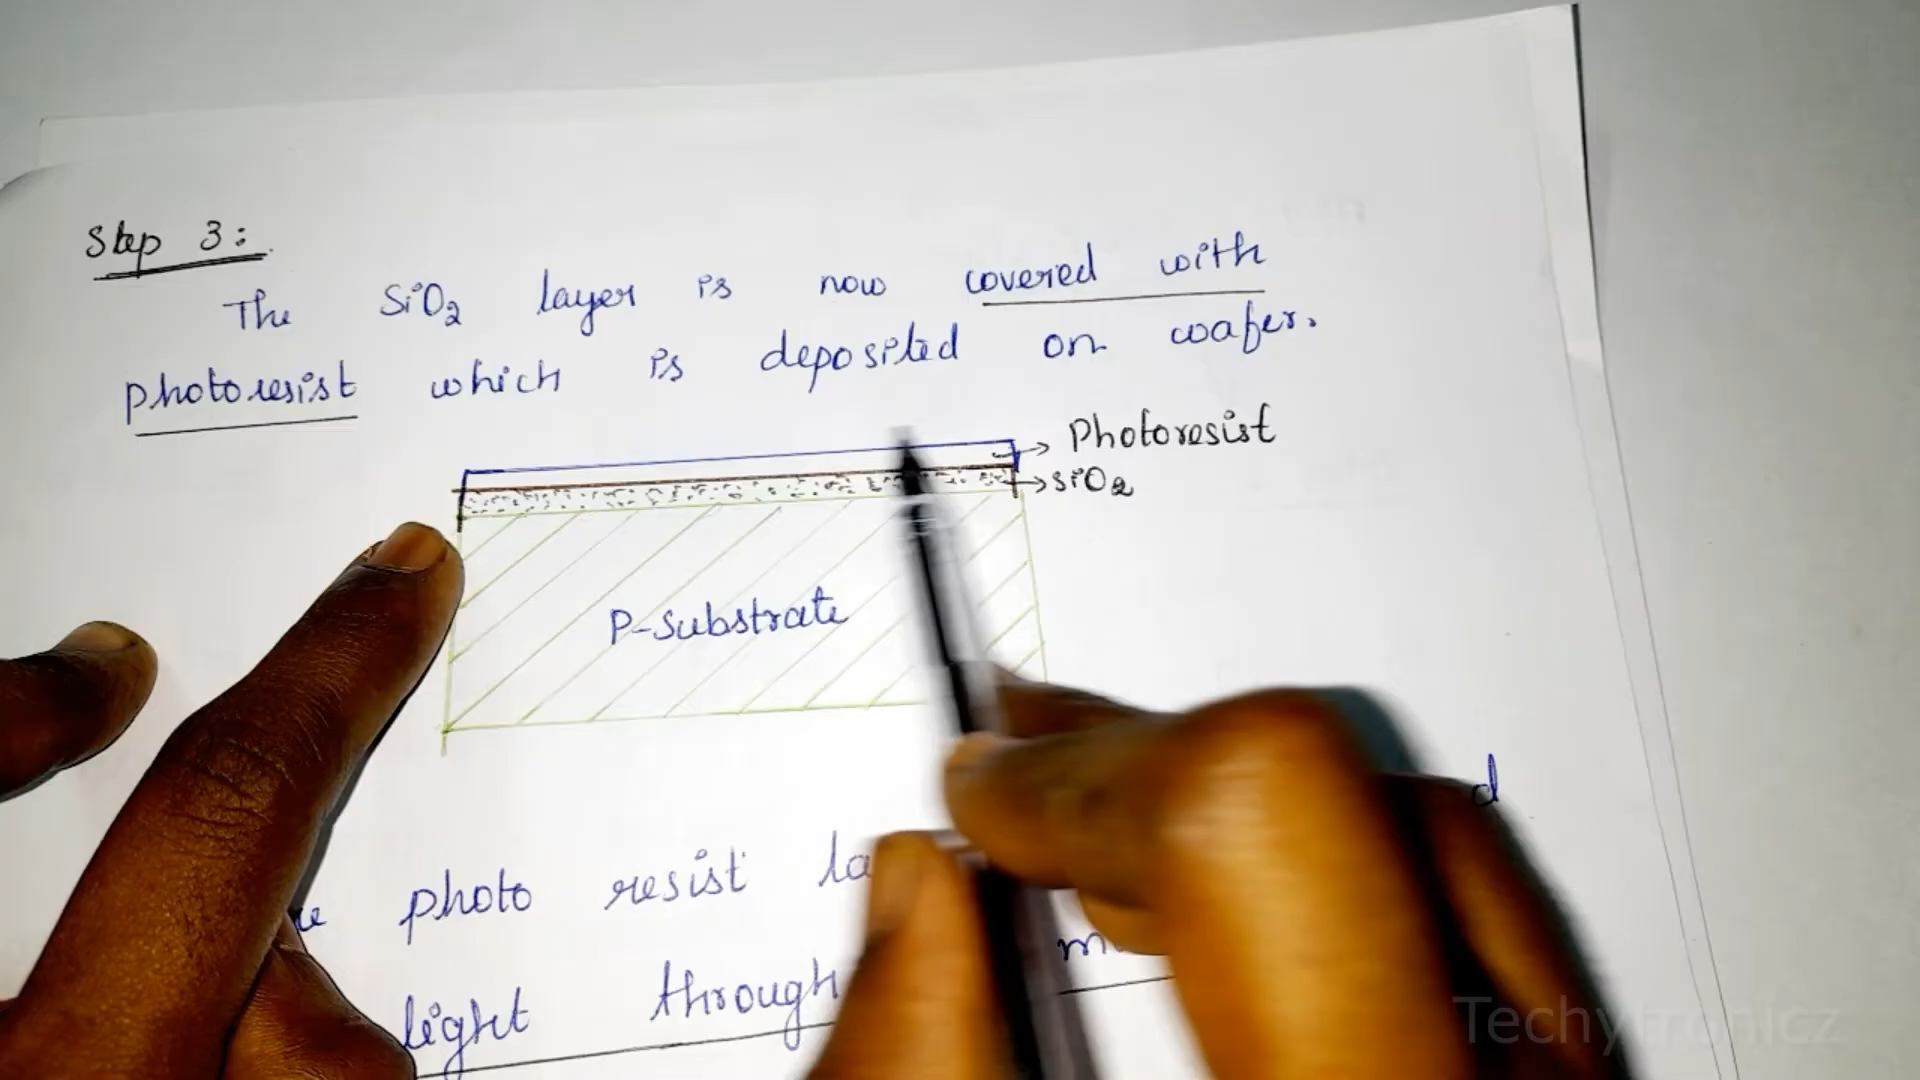 Step 3:
The SiO2 layer is now covered with
photoresist which is deposited on wafer.
Photoresist
SiO2
P-Substrate
d
photo resist la
light through m
Techytronicz